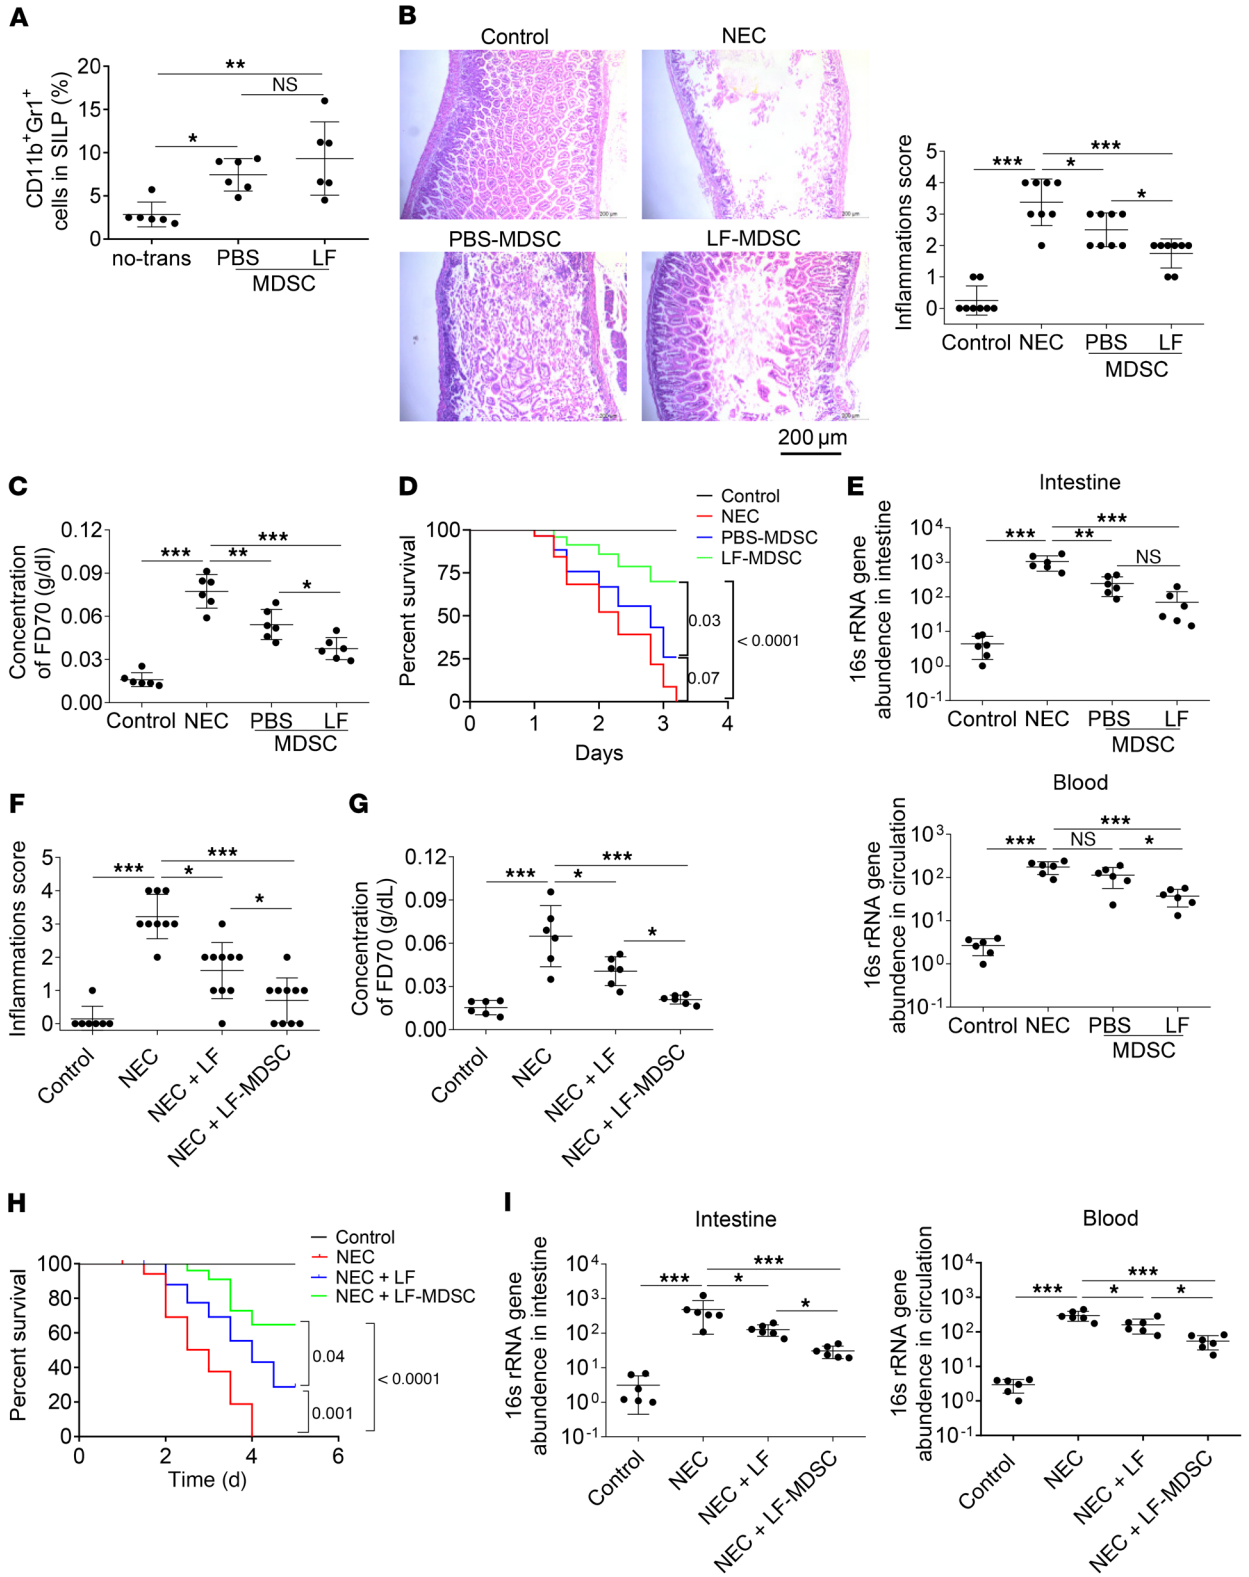 A
CD11b+Gr1+
cells in SILP (%)
20
15
10
5
0
**
NS
*
no-trans
PBS
LF
MDSC
B
Control
NEC
PBS-MDSC
LF-MDSC
200 µm
200 µm
200 µm
200 µm
200 µm
Inflammations score
5
4
3
2
1
0
***
***
*
*
Control
NEC
PBS
LF
MDSC
C
Concentration
of FD70 (g/dl)
0.12
0.09
0.06
0.03
0.00
***
***
**
*
Control
NEC
PBS
LF
MDSC
D
Control
NEC
PBS-MDSC
LF-MDSC
Percent survival
100
75
50
25
0
0.03
0.07
< 0.0001
0
1
2
3
4
Days
E
Intestine
16s rRNA gene
abundence in intestine
10^4
10^3
10^2
10^1
10^0
10^-1
***
***
**
NS
Control
NEC
PBS
LF
MDSC
Blood
16s rRNA gene
abundence in circulation
10^3
10^2
10^1
10^0
10^-1
***
***
NS
*
Control
NEC
PBS
LF
MDSC
F
Inflammations score
5
4
3
2
1
0
***
***
*
*
Control
NEC
NEC + LF
NEC + LF-MDSC
G
Concentration
of FD70 (g/dL)
0.12
0.09
0.06
0.03
0.00
***
***
*
*
Control
NEC
NEC + LF
NEC + LF-MDSC
H
Control
NEC
NEC + LF
NEC + LF-MDSC
Percent survival
100
80
60
40
20
0
0.04
0.001
< 0.0001
0
2
4
6
Time (d)
I
Intestine
16s rRNA gene
abundence in intestine
10^4
10^3
10^2
10^1
10^0
10^-1
***
***
*
*
Control
NEC
NEC + LF
NEC + LF-MDSC
Blood
16s rRNA gene
abundence in circulation
10^4
10^3
10^2
10^1
10^0
10^-1
***
***
*
*
Control
NEC
NEC + LF
NEC + LF-MDSC